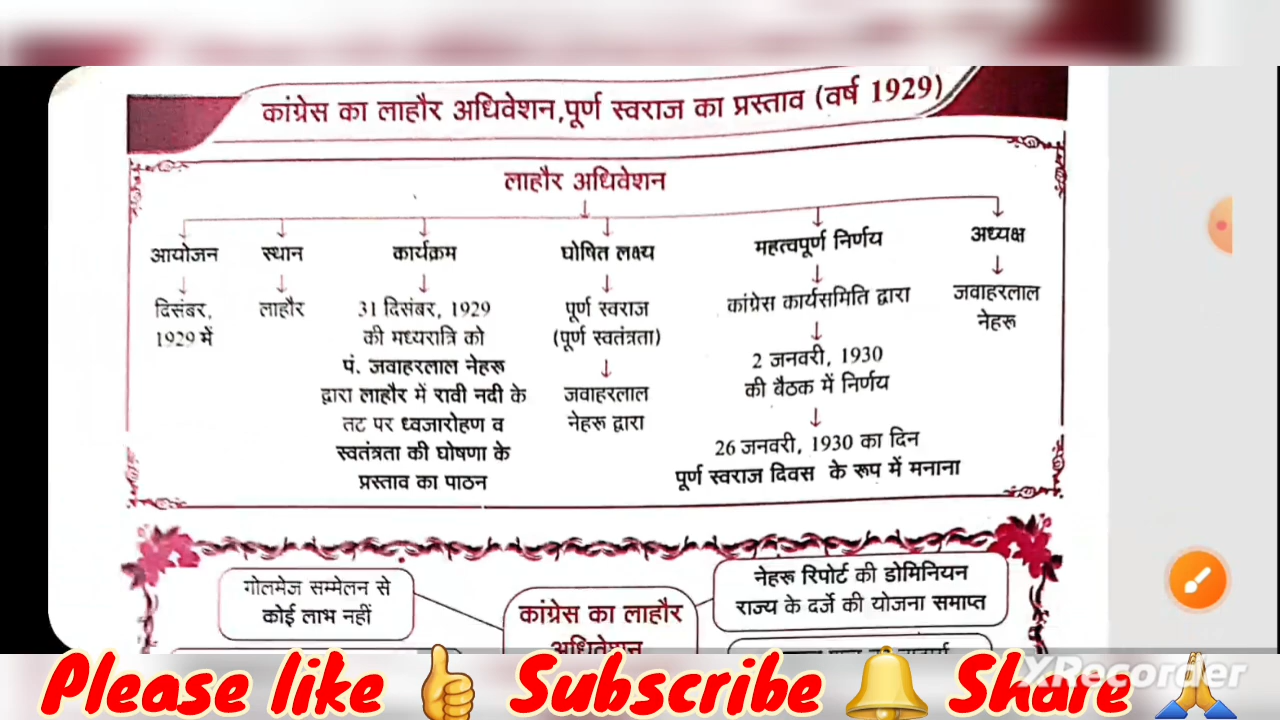 कांग्रेस का लाहौर अधिवेशन,पूर्ण स्वराज का प्रस्ताव (वर्ष 1929)
लाहौर अधिवेशन
आयोजन
दिसंबर,
1929 में
स्थान
लाहौर
कार्यक्रम
31 दिसंबर, 1929
की मध्यरात्रि को
पं. जवाहरलाल नेहरू
द्वारा लाहौर में रावी नदी के
तट पर ध्वजारोहण व
स्वतंत्रता की घोषणा के
प्रस्ताव का पाठन
घोषित लक्ष्य
पूर्ण स्वराज
(पूर्ण स्वतंत्रता)
जवाहरलाल
नेहरू द्वारा
महत्वपूर्ण निर्णय
कांग्रेस कार्यसमिति द्वारा
2 जनवरी, 1930
की बैठक में निर्णय
26 जनवरी, 1930 का दिन
पूर्ण स्वराज दिवस के रूप में मनाना
अध्यक्ष
जवाहरलाल
नेहरू
गोलमेज सम्मेलन से
कोई लाभ नहीं
कांग्रेस का लाहौर
अधिवेशन
नेहरू रिपोर्ट की डोमिनियन
राज्य के दर्जे की योजना समाप्त
Please like Subscribe Share
XRecorder